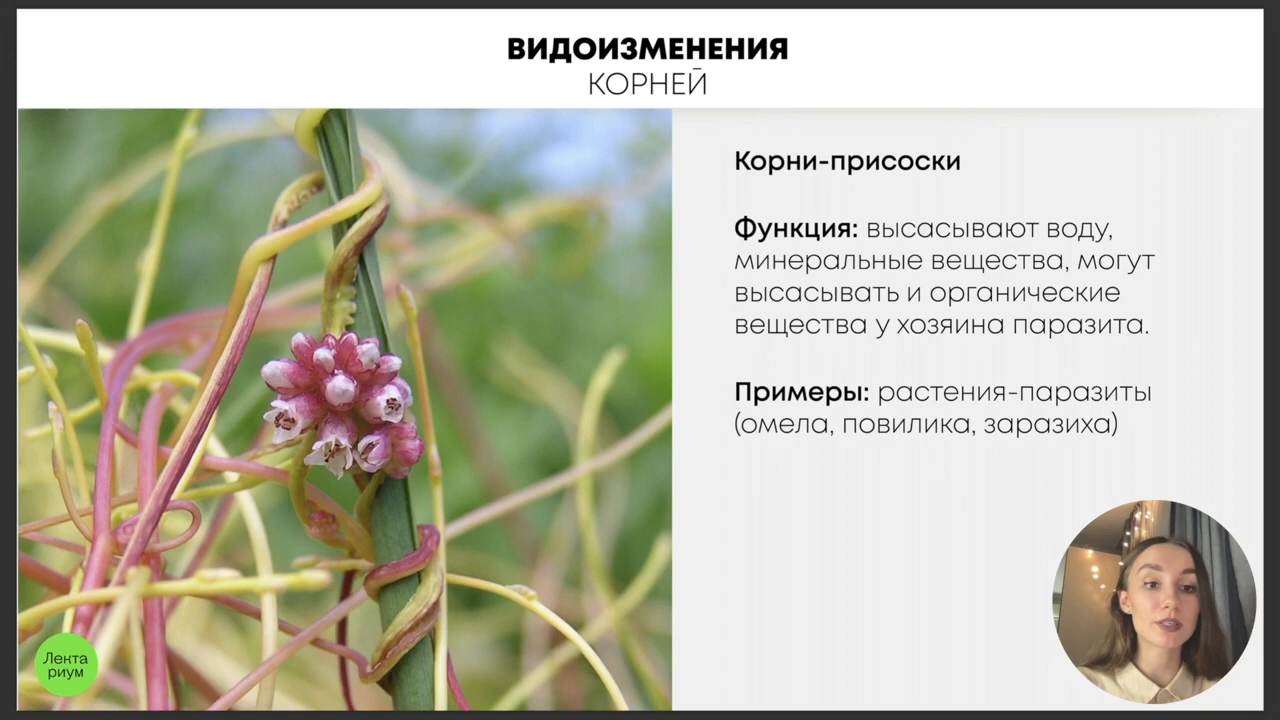 ВИДОИЗМЕНЕНИЯ
КОРНЕЙ
Корни-присоски
Функция: высасывают воду,
минеральные вещества, могут
высасывать и органические
вещества у хозяина паразита.
Примеры: растения-паразиты
(омела, повилика, заразиха)
Лекта
риум